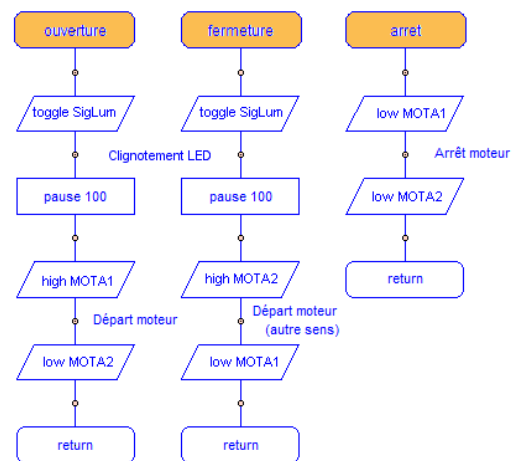 ouverture
toggle SigLum
Clignotement LED
pause 100
high MOTA1
Départ moteur
low MOTA2
return
fermeture
toggle SigLum
pause 100
high MOTA2
Départ moteur
(autre sens)
low MOTA1
return
arret
low MOTA1
Arrêt moteur
low MOTA2
return